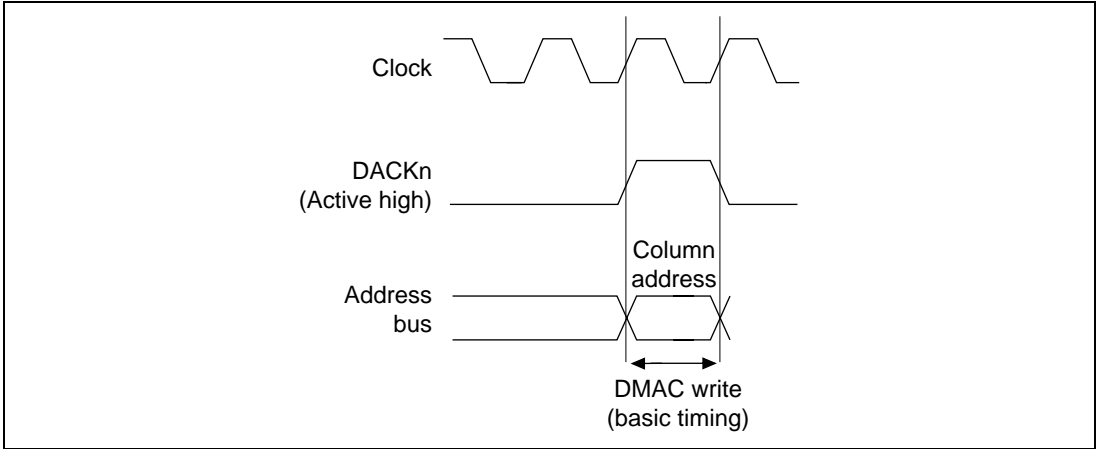 Clock
DACKn
(Active high)
Column
address
Address
bus
DMAC write
(basic timing)